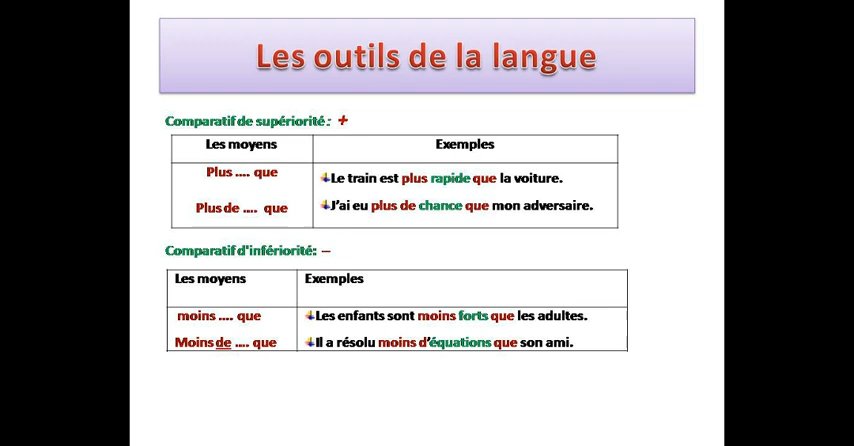 Les outils de la langue
Comparatif de supériorité : +
Les moyens Exemples
Plus .... que Le train est plus rapide que la voiture.
Plus de .... que J'ai eu plus de chance que mon adversaire.
Comparatif d'infériorité: –
Les moyens Exemples
moins .... que Les enfants sont moins forts que les adultes.
Moins de .... que Il a résolu moins d'équations que son ami.